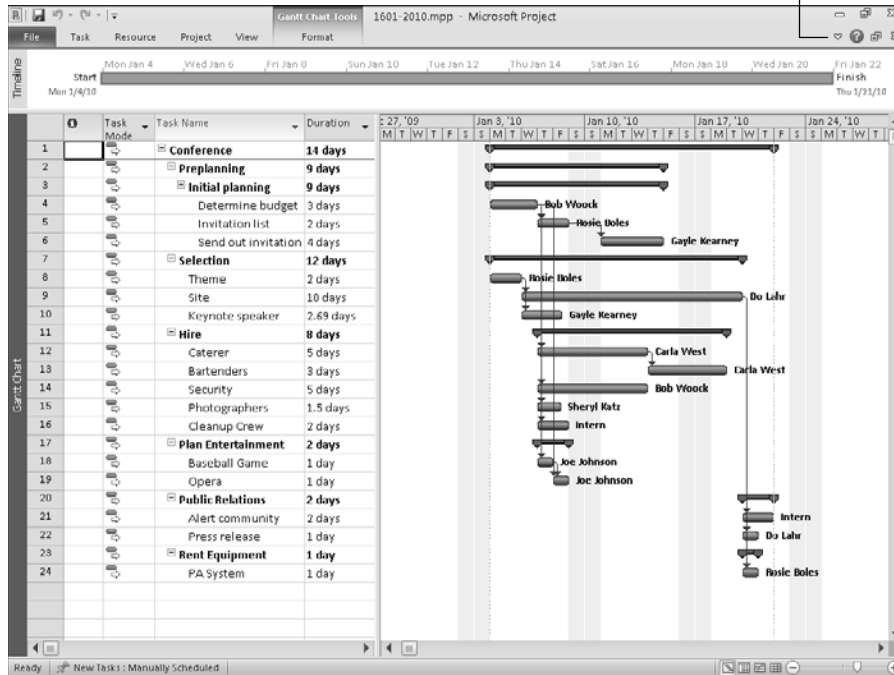 Gantt Chart Tools 1601-2010.mpp - Microsoft Project
File Task Resource Project View Format
Timeline
Mon Jan 4 Wed Jan 6 Fri Jan 8 Sun Jan 10 Tue Jan 12 Thu Jan 14 Sat Jan 16 Mon Jan 18 Wed Jan 20 Fri Jan 22
Start Finish
Mon 1/4/10 Thu 1/21/10
Task Mode Task Name Duration
27, '09 Jan 3, '10 Jan 10, '10 Jan 17, '10 Jan 24, '10
M T W T F S S M T W T F S S M T W T F S S M T W T F S S M T W T
Gantt Chart
1 Conference 14 days
2 Preplanning 9 days
3 Initial planning 9 days
4 Determine budget 3 days Bob Woock
5 Invitation list 2 days Rosie Boles
6 Send out invitation 4 days Gayle Kearney
7 Selection 12 days
8 Theme 2 days Rosie Boles
9 Site 10 days Do Lahr
10 Keynote speaker 2.69 days Gayle Kearney
11 Hire 8 days
12 Caterer 5 days Carla West
13 Bartenders 3 days Carla West
14 Security 5 days Bob Woock
15 Photographers 1.5 days Sheryl Katz
16 Cleanup Crew 2 days Intern
17 Plan Entertainment 2 days
18 Baseball Game 1 day Joe Johnson
19 Opera 1 day Joe Johnson
20 Public Relations 2 days
21 Alert community 2 days Intern
22 Press release 1 day Do Lahr
23 Rent Equipment 1 day
24 PA System 1 day Rosie Boles
Ready New Tasks : Manually Scheduled